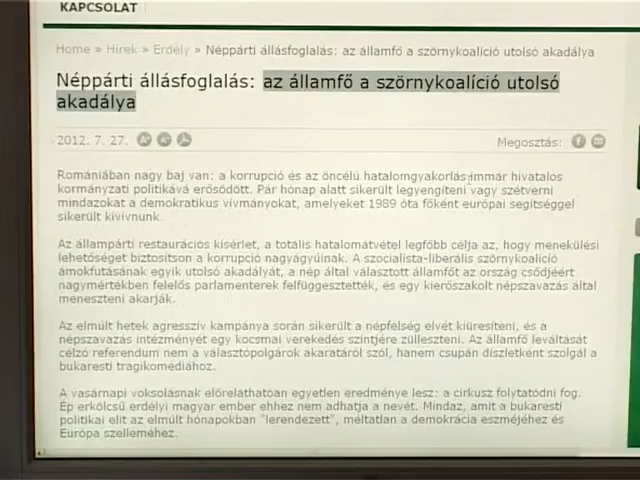 KAPCSOLAT
Home » Hírek » Erdély » Néppárti állásfoglalás: az államfő a szörnykoalíció utolsó akadálya
Néppárti állásfoglalás: az államfő a szörnykoalíció utolsó
akadálya
2012. 7. 27.
Megosztás:
Romániában nagy baj van: a korrupció és az öncélú hatalomgyakorlás immár hivatalos
kormányzati politikává erősödött. Pár hónap alatt sikerült legyengíteni vagy szétverni
mindazokat a demokratikus vívmányokat, amelyeket 1989 óta főként európai segítséggel
sikerült kivívnunk.
Az állampárti restaurációs kísérlet, a totális hatalomátvétel legfőbb célja az, hogy menekülési
lehetőséget biztosítson a korrupció nagyágyúinak. A szocialista-liberális szörnykoalíció
ámokfutásának egyik utolsó akadályát, a nép által választott államfőt az ország csődjéért
nagymértékben felelős parlamenterek felfüggesztették, és egy kierőszakolt népszavazás által
meneszteni akarják.
Az elmúlt hetek agresszív kampánya során sikerült a népfelség elvét kiüresíteni, és a
népszavazás intézményét egy kocsmai verekedés szintjére zülleszteni. Az államfő leváltását
célzó referendum nem a választópolgárok akaratáról szól, hanem csupán díszletként szolgál a
bukaresti tragikomédiához.
A vasárnapi voksolásnak előreláthatóan egyetlen eredménye lesz: a cirkusz folytatódni fog.
Ép erkölcsű erdélyi magyar ember ehhez nem adhatja a nevét. Mindaz, amit a bukaresti
politikai elit az elmúlt hónapokban "lerendezett", méltatlan a demokrácia eszméjéhez és
Európa szelleméhez.